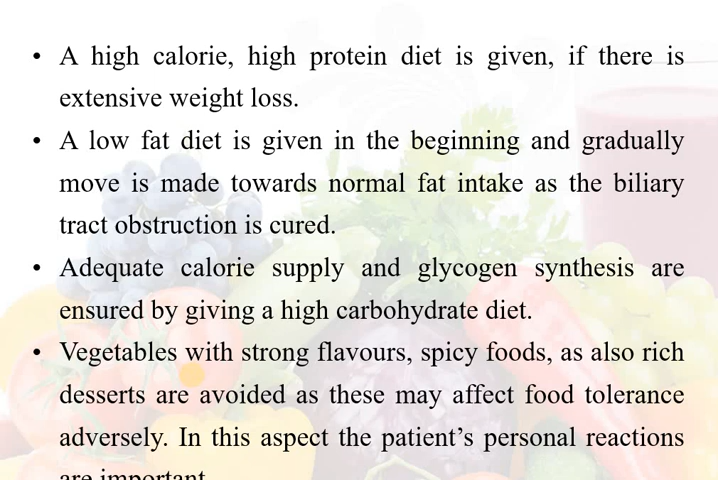 • A high calorie, high protein diet is given, if there is
extensive weight loss.
• A low fat diet is given in the beginning and gradually
move is made towards normal fat intake as the biliary
tract obstruction is cured.
• Adequate calorie supply and glycogen synthesis are
ensured by giving a high carbohydrate diet.
• Vegetables with strong flavours, spicy foods, as also rich
desserts are avoided as these may affect food tolerance
adversely. In this aspect the patient’s personal reactions
are important